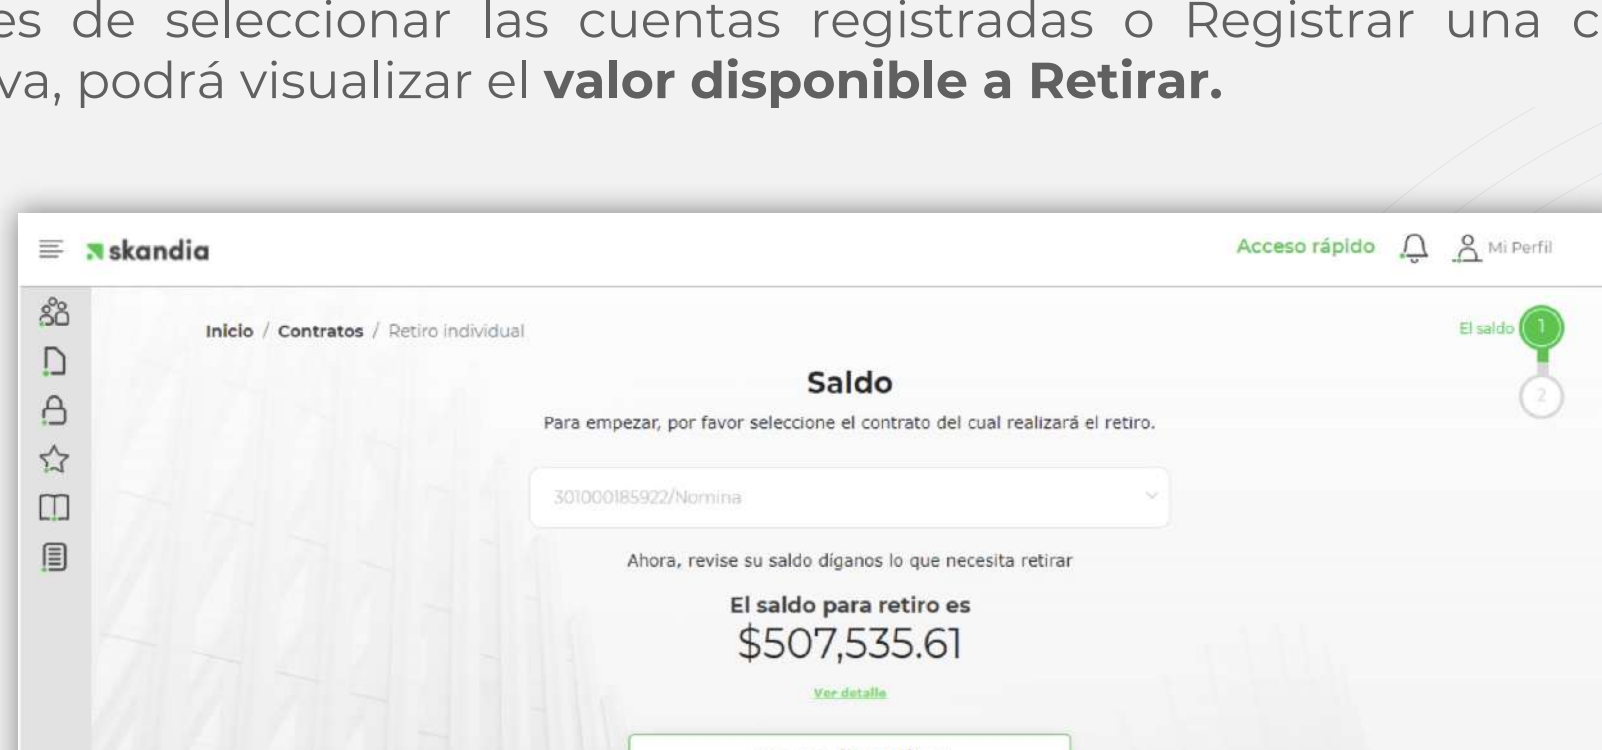 es de seleccionar las cuentas registradas o Registrar una c
va, podrá visualizar el valor disponible a Retirar.
skandia
Acceso rápido
Mi Perfil
Inicio / Contratos / Retiro individual
El saldo 1
2
Saldo
Para empezar, por favor seleccione el contrato del cual realizará el retiro.
301000185922/Nomina
Ahora, revise su saldo díganos lo que necesita retirar
El saldo para retiro es
$507,535.61
Ver detalle